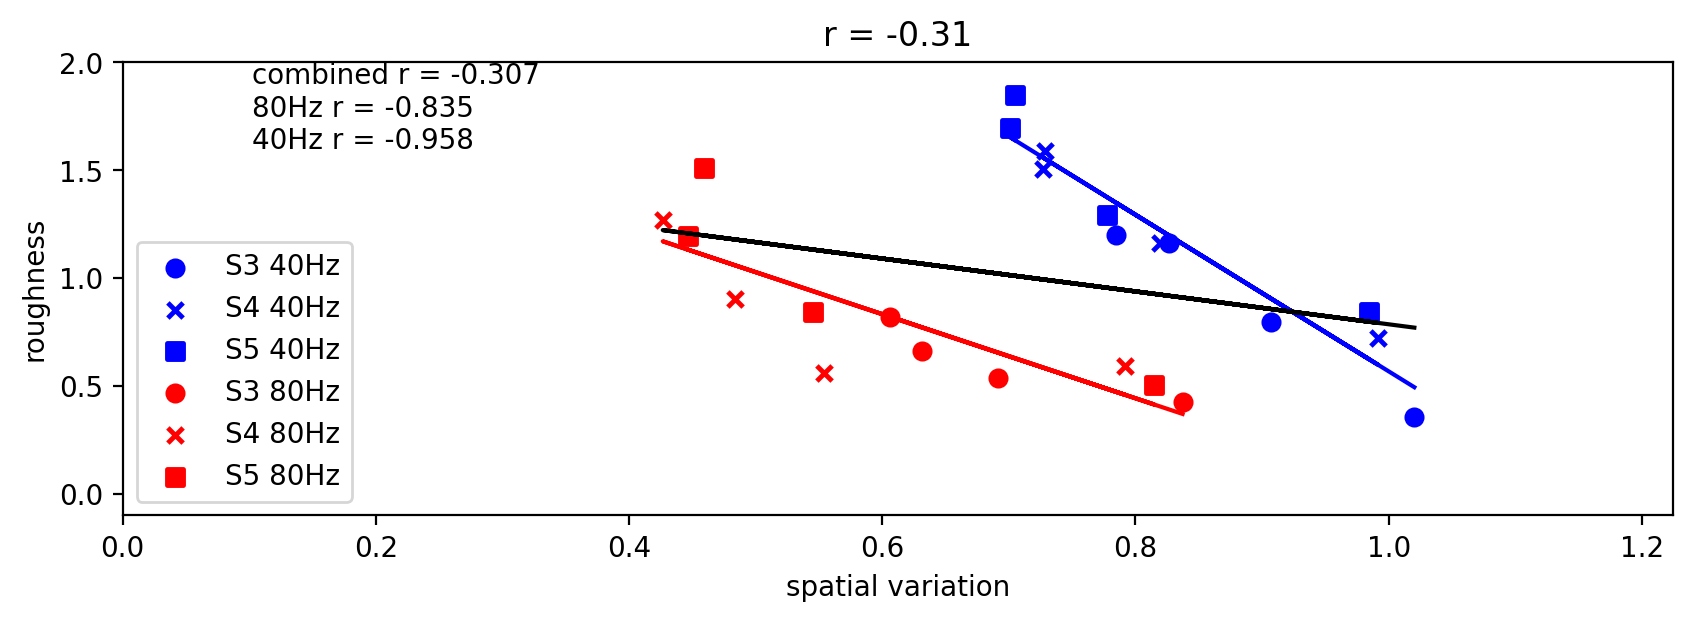 r = -0.31
combined r = -0.307
80Hz r = -0.835
40Hz r = -0.958
2.0
1.5
1.0
0.5
0.0
roughness
S3 40Hz
S4 40Hz
S5 40Hz
S3 80Hz
S4 80Hz
S5 80Hz
0.0 0.2 0.4 0.6 0.8 1.0 1.2
spatial variation